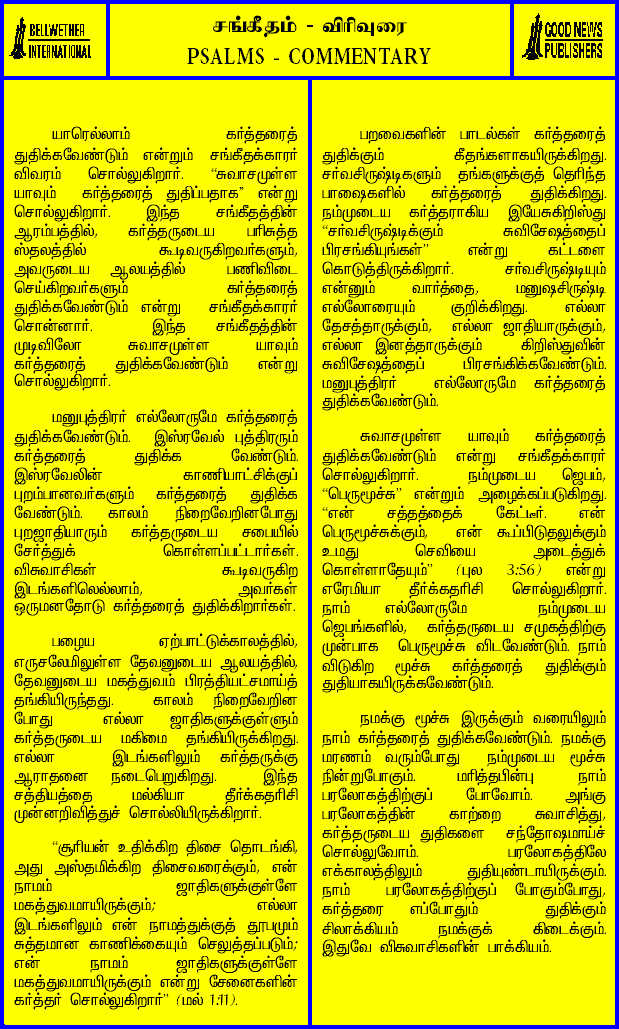 BELLWETHER
INTERNATIONAL
சங்கீதம் - விரிவுரை
PSALMS - COMMENTARY
GOOD NEWS
PUBLISHERS
யாரெல்லாம் கர்த்தரைத்
துதிக்கவேண்டும் என்றும் சங்கீதக்காரர்
விவரம் சொல்லுகிறார். “சுவாசமுள்ள
யாவும் கர்த்தரைத் துதிப்பதாக” என்று
சொல்லுகிறார். இந்த சங்கீதத்தின்
ஆரம்பத்தில், கர்த்தருடைய பரிசுத்த
ஸ்தலத்தில் கூடிவருகிறவர்களும்,
அவருடைய ஆலயத்தில் பணிவிடை
செய்கிறவர்களும் கர்த்தரைத்
துதிக்கவேண்டும் என்று சங்கீதக்காரர்
சொன்னார். இந்த சங்கீதத்தின்
முடிவிலோ சுவாசமுள்ள யாவும்
கர்த்தரைத் துதிக்கவேண்டும் என்று
சொல்லுகிறார்.
மனுபுத்திரர் எல்லோருமே கர்த்தரைத்
துதிக்கவேண்டும். இஸ்ரவேல் புத்திரரும்
கர்த்தரைத் துதிக்க வேண்டும்.
இஸ்ரவேலின் காணியாட்சிக்குப்
புறம்பானவர்களும் கர்த்தரைத் துதிக்க
வேண்டும். காலம் நிறைவேறினபோது
புறஜாதியாரும் கர்த்தருடைய சபையில்
சேர்த்துக் கொள்ளப்பட்டார்கள்.
விசுவாசிகள் கூடிவருகிற
இடங்களிலெல்லாம், அவர்கள்
ஒருமனதோடு கர்த்தரைத் துதிக்கிறார்கள்.
பழைய ஏற்பாட்டுக்காலத்தில்,
எருசலேமிலுள்ள தேவனுடைய ஆலயத்தில்,
தேவனுடைய மகத்துவம் பிரத்தியட்சமாய்த்
தங்கியிருந்தது. காலம் நிறைவேறின
போது எல்லா ஜாதிகளுக்குள்ளும்
கர்த்தருடைய மகிமை தங்கியிருக்கிறது.
எல்லா இடங்களிலும் கர்த்தருக்கு
ஆராதனை நடைபெறுகிறது. இந்த
சத்தியத்தை மல்கியா தீர்க்கதரிசி
முன்னறிவித்துச் சொல்லியிருக்கிறார்.
“சூரியன் உதிக்கிற திசை தொடங்கி,
அது அஸ்தமிக்கிற திசைவரைக்கும், என்
நாமம் ஜாதிகளுக்குள்ளே
மகத்துவமாயிருக்கும்; எல்லா
இடங்களிலும் என் நாமத்துக்குத் தூபமும்
சுத்தமான காணிக்கையும் செலுத்தப்படும்;
என் நாமம் ஜாதிகளுக்குள்ளே
மகத்துவமாயிருக்கும் என்று சேனைகளின்
கர்த்தர் சொல்லுகிறார்” (மல் 1:11).
பறவைகளின் பாடல்கள் கர்த்தரைத்
துதிக்கும் கீதங்களாகயிருக்கிறது.
சர்வசிருஷ்டிகளும் தங்களுக்குத் தெரிந்த
பாஷைகளில் கர்த்தரைத் துதிக்கிறது.
நம்முடைய கர்த்தராகிய இயேசுகிறிஸ்து
“சர்வசிருஷ்டிக்கும் சுவிசேஷத்தைப்
பிரசங்கியுங்கள்” என்று கட்டளை
கொடுத்திருக்கிறார். சர்வசிருஷ்டியும்
என்னும் வார்த்தை, மனுஷசிருஷ்டி
எல்லோரையும் குறிக்கிறது. எல்லா
தேசத்தாருக்கும், எல்லா ஜாதியாருக்கும்,
எல்லா இனத்தாருக்கும் கிறிஸ்துவின்
சுவிசேஷத்தைப் பிரசங்கிக்கவேண்டும்.
மனுபுத்திரர் எல்லோருமே கர்த்தரைத்
துதிக்கவேண்டும்.
சுவாசமுள்ள யாவும் கர்த்தரைத்
துதிக்கவேண்டும் என்று சங்கீதக்காரர்
சொல்லுகிறார். நம்முடைய ஜெபம்,
“பெருமூச்சு” என்றும் அழைக்கப்படுகிறது.
“என் சத்தத்தைக் கேட்டீர். என்
பெருமூச்சுக்கும், என் கூப்பிடுதலுக்கும்
உமது செவியை அடைத்துக்
கொள்ளாதேயும்” (புல 3:56) என்று
எரேமியா தீர்க்கதரிசி சொல்லுகிறார்.
நாம் எல்லோருமே நம்முடைய
ஜெபங்களில், கர்த்தருடைய சமுகத்திற்கு
முன்பாக பெருமூச்சு விடவேண்டும். நாம்
விடுகிற மூச்சு கர்த்தரைத் துதிக்கும்
துதியாகயிருக்கவேண்டும்.
நமக்கு மூச்சு இருக்கும் வரையிலும்
நாம் கர்த்தரைத் துதிக்கவேண்டும். நமக்கு
மரணம் வரும்போது நம்முடைய மூச்சு
நின்றுபோகும். மரித்தபின்பு நாம்
பரலோகத்திற்குப் போவோம். அங்கு
பரலோகத்தின் காற்றை சுவாசித்து,
கர்த்தருடைய துதிகளை சந்தோஷமாய்ச்
சொல்லுவோம். பரலோகத்திலே
எக்காலத்திலும் துதியுண்டாயிருக்கும்.
நாம் பரலோகத்திற்குப் போகும்போது,
கர்த்தரை எப்போதும் துதிக்கும்
சிலாக்கியம் நமக்குக் கிடைக்கும்.
இதுவே விசுவாசிகளின் பாக்கியம்.